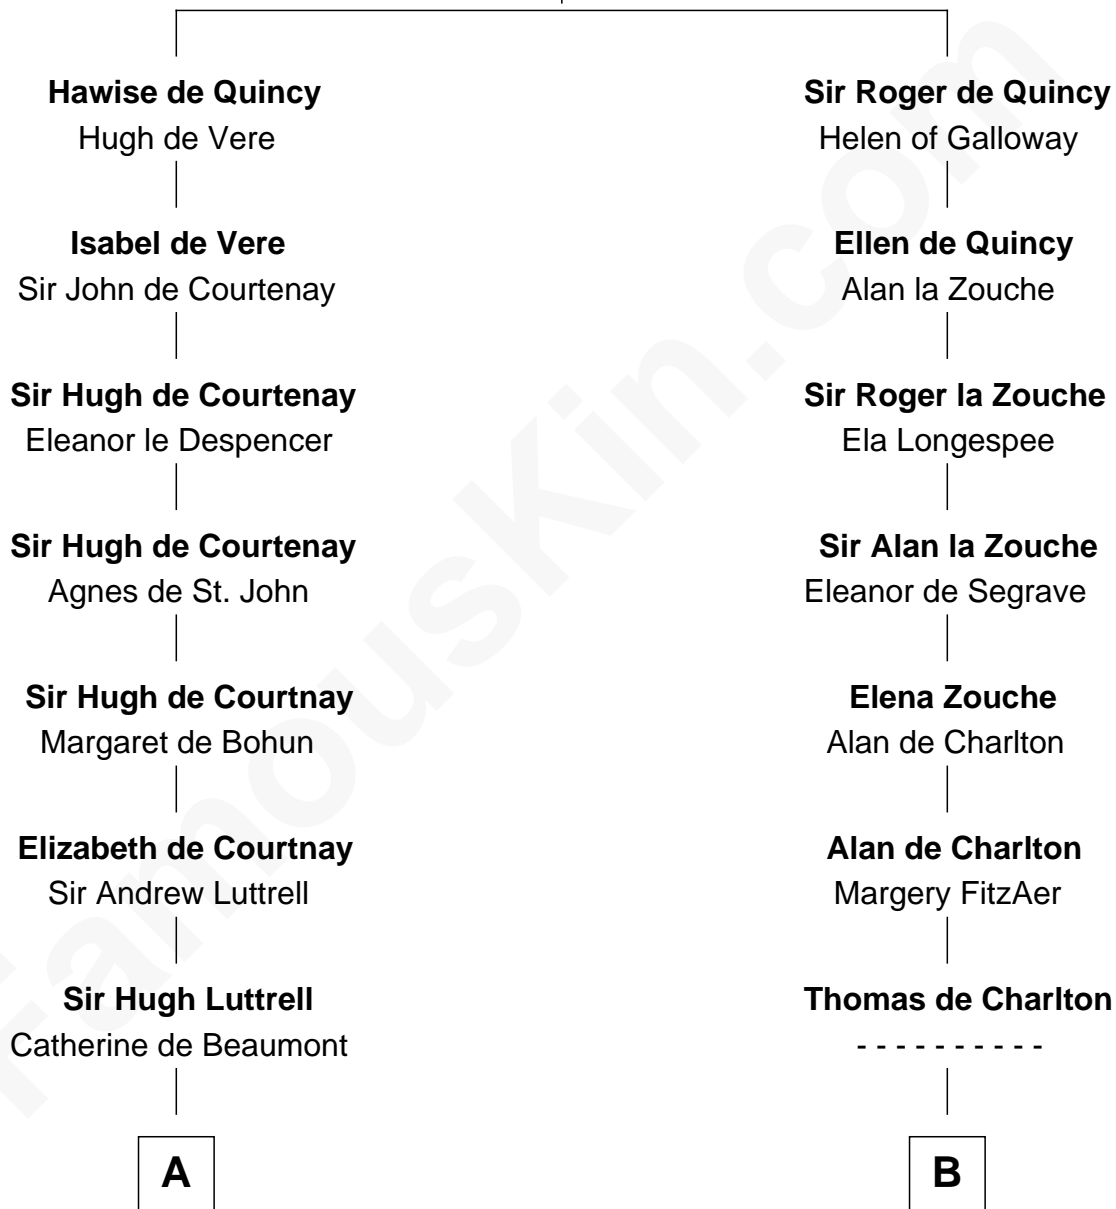 Hawise de Quincy
Hugh de Vere
Isabel de Vere
Sir John de Courtenay
Sir Hugh de Courtenay
Eleanor le Despencer
Sir Hugh de Courtenay
Agnes de St. John
Sir Hugh de Courtnay
Margaret de Bohun
Elizabeth de Courtnay
Sir Andrew Luttrell
Sir Hugh Luttrell
Catherine de Beaumont
A
Sir Roger de Quincy
Helen of Galloway
Ellen de Quincy
Alan la Zouche
Sir Roger la Zouche
Ela Longespee
Sir Alan la Zouche
Eleanor de Segrave
Elena Zouche
Alan de Charlton
Alan de Charlton
Margery FitzAer
Thomas de Charlton
- - - - - - - - - -
B
FamousKin.com